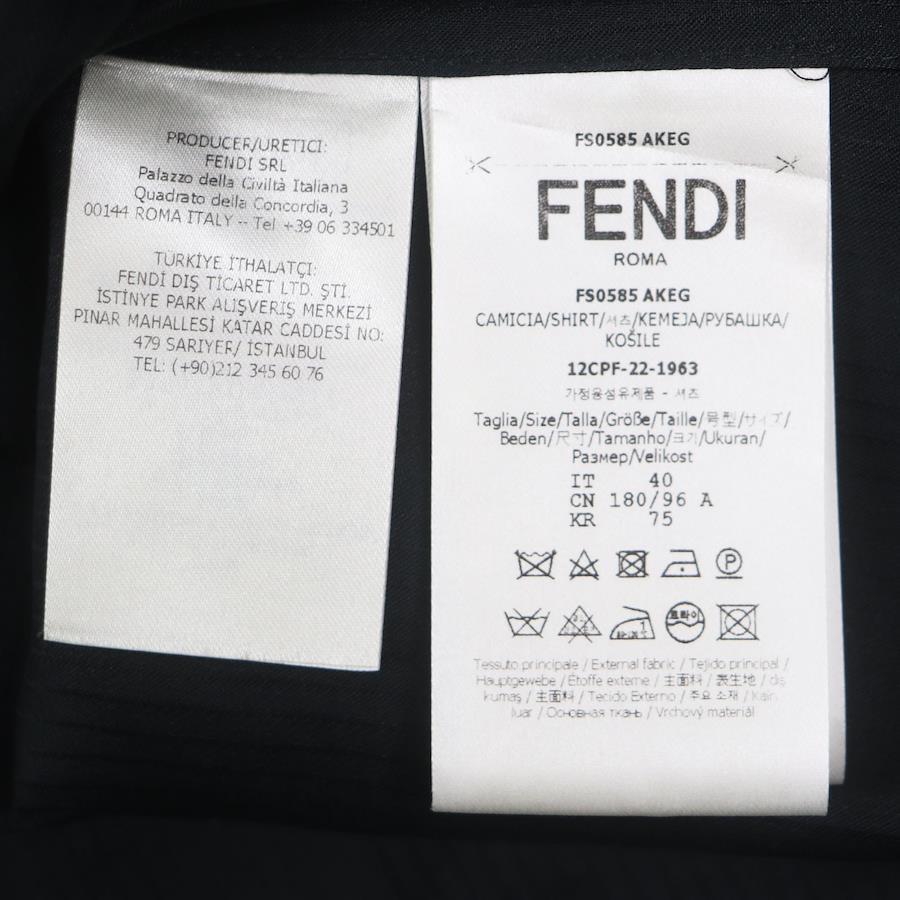 PRODUCER/URETICI:
FENDI SRL
Palazzo della Civiltà Italiana
Quadrato della Concordia, 3
00144 ROMA ITALY -- Tel +39 06 334501
TÜRKİYE İTHALATÇI:
FENDİ DIŞ TİCARET LTD. ŞTİ.
İSTİNYE PARK ALIŞVERİŞ MERKEZİ
PINAR MAHALLESİ KATAR CADDESİ NO:
479 SARIYER/ İSTANBUL
TEL: (+90)212 345 60 76
FS0585 AKEG
FENDI
ROMA
FS0585 AKEG
CAMICIA/SHIRT/셔츠/KEMEJA/РУБАШКА/
KOŠILE
12CPF-22-1963
가정용섬유제품 - 셔츠
Taglia/Size/Talla/Größe/Taille/号型/サイズ/
Beden/尺寸/Tamanho/크기/Ukuran/
Размер/Velikost
IT 40
CN 180/96 A
KR 75
P
드라이
Tessuto principale / External fabric / Tejido principal /
Hauptgewebe / Étoffe externe / 主面料 / 表生地 / dış
kumaş / 主面料 / Tecido Externo / 주요 소재 / Kain
luar / Основная ткань / Vrchový materiál